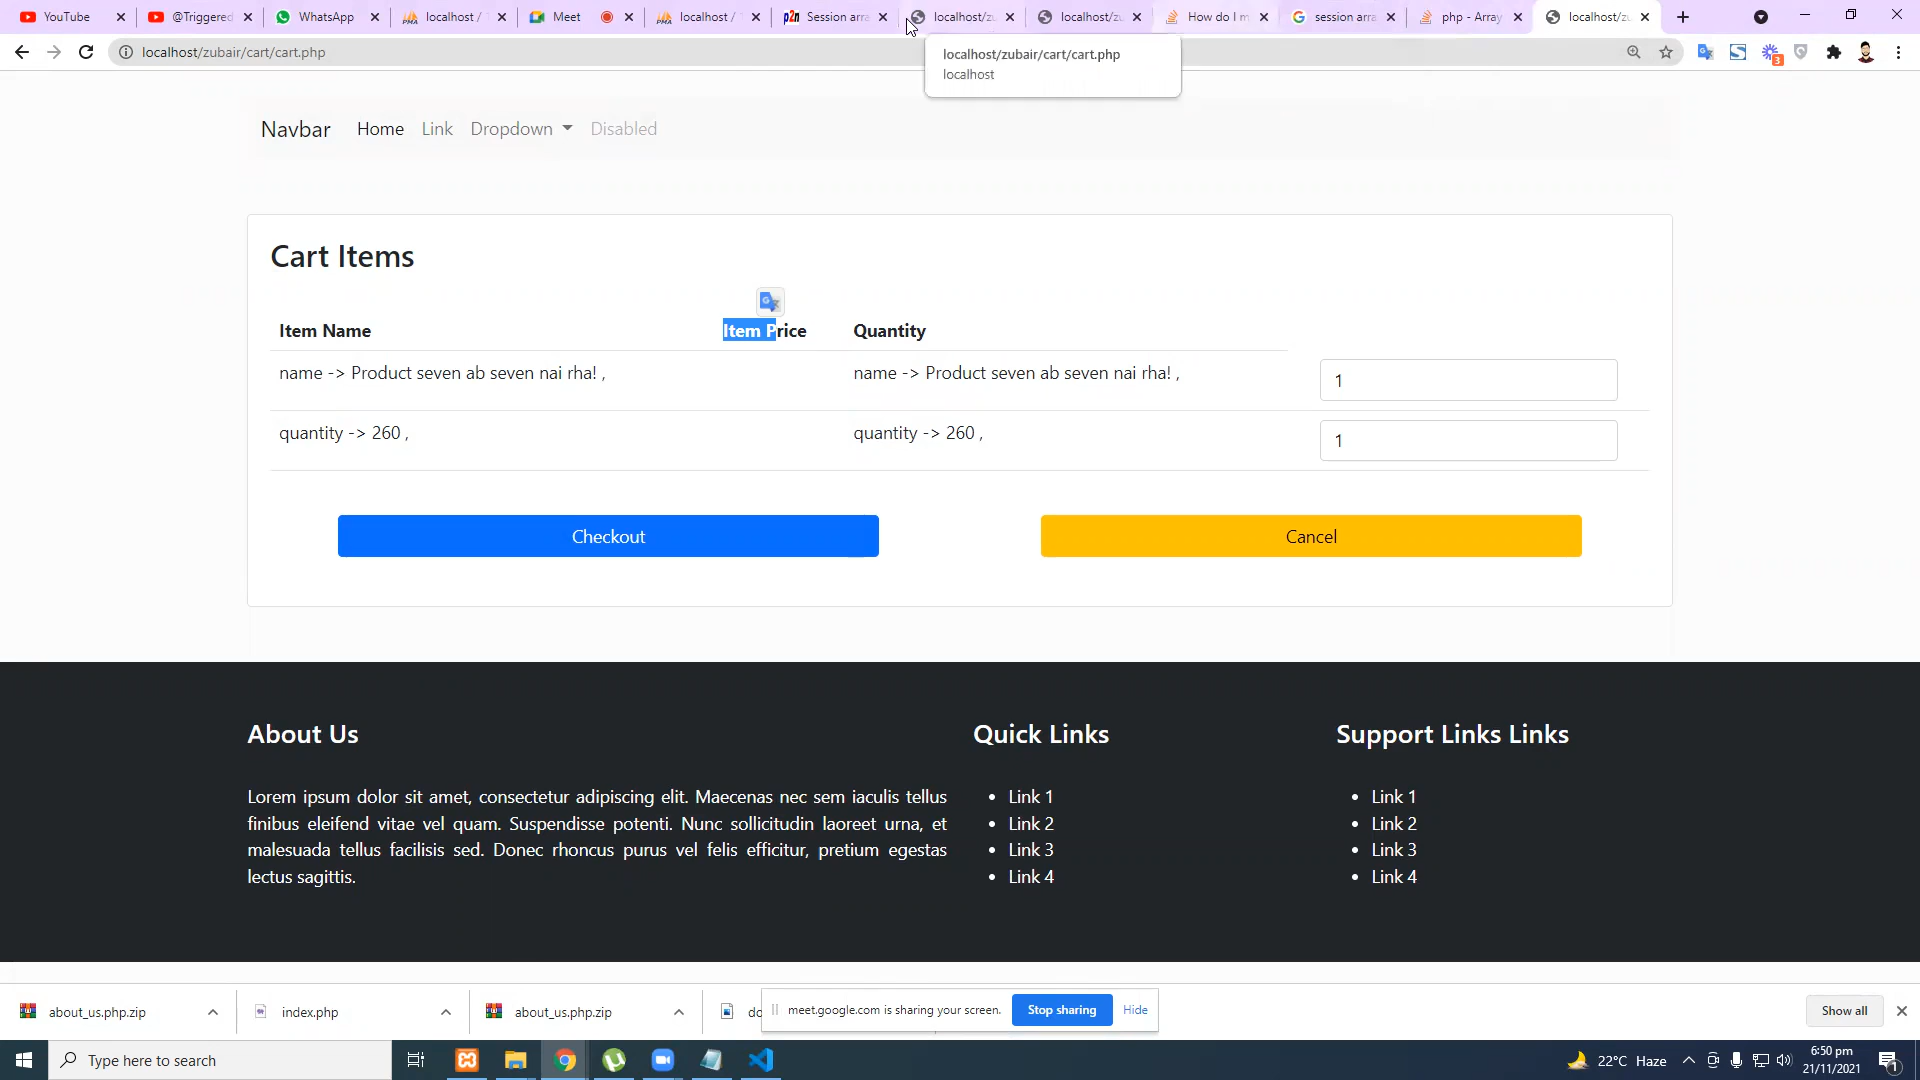 YouTube
@Triggered
WhatsApp
localhost /
Meet
localhost /
Session arra
localhost/zu
localhost/zu
How do I m
session arra
php - Array
localhost/zu
localhost/zubair/cart/cart.php
3
localhost/zubair/cart/cart.php
localhost
Navbar Home Link Dropdown Disabled
Cart Items
Item Name Item Price Quantity
name -> Product seven ab seven nai rha! , name -> Product seven ab seven nai rha! , 1
quantity -> 260 , quantity -> 260 , 1
Checkout Cancel
About Us
Lorem ipsum dolor sit amet, consectetur adipiscing elit. Maecenas nec sem iaculis tellus
finibus eleifend vitae vel quam. Suspendisse potenti. Nunc sollicitudin laoreet urna, et
malesuada tellus facilisis sed. Donec rhoncus purus vel felis efficitur, pretium egestas
lectus sagittis.
Quick Links
Link 1
Link 2
Link 3
Link 4
Support Links Links
Link 1
Link 2
Link 3
Link 4
about_us.php.zip
index.php
about_us.php.zip
meet.google.com is sharing your screen. Stop sharing Hide
Show all
Type here to search
22°C Haze
6:50 pm
21/11/2021
1